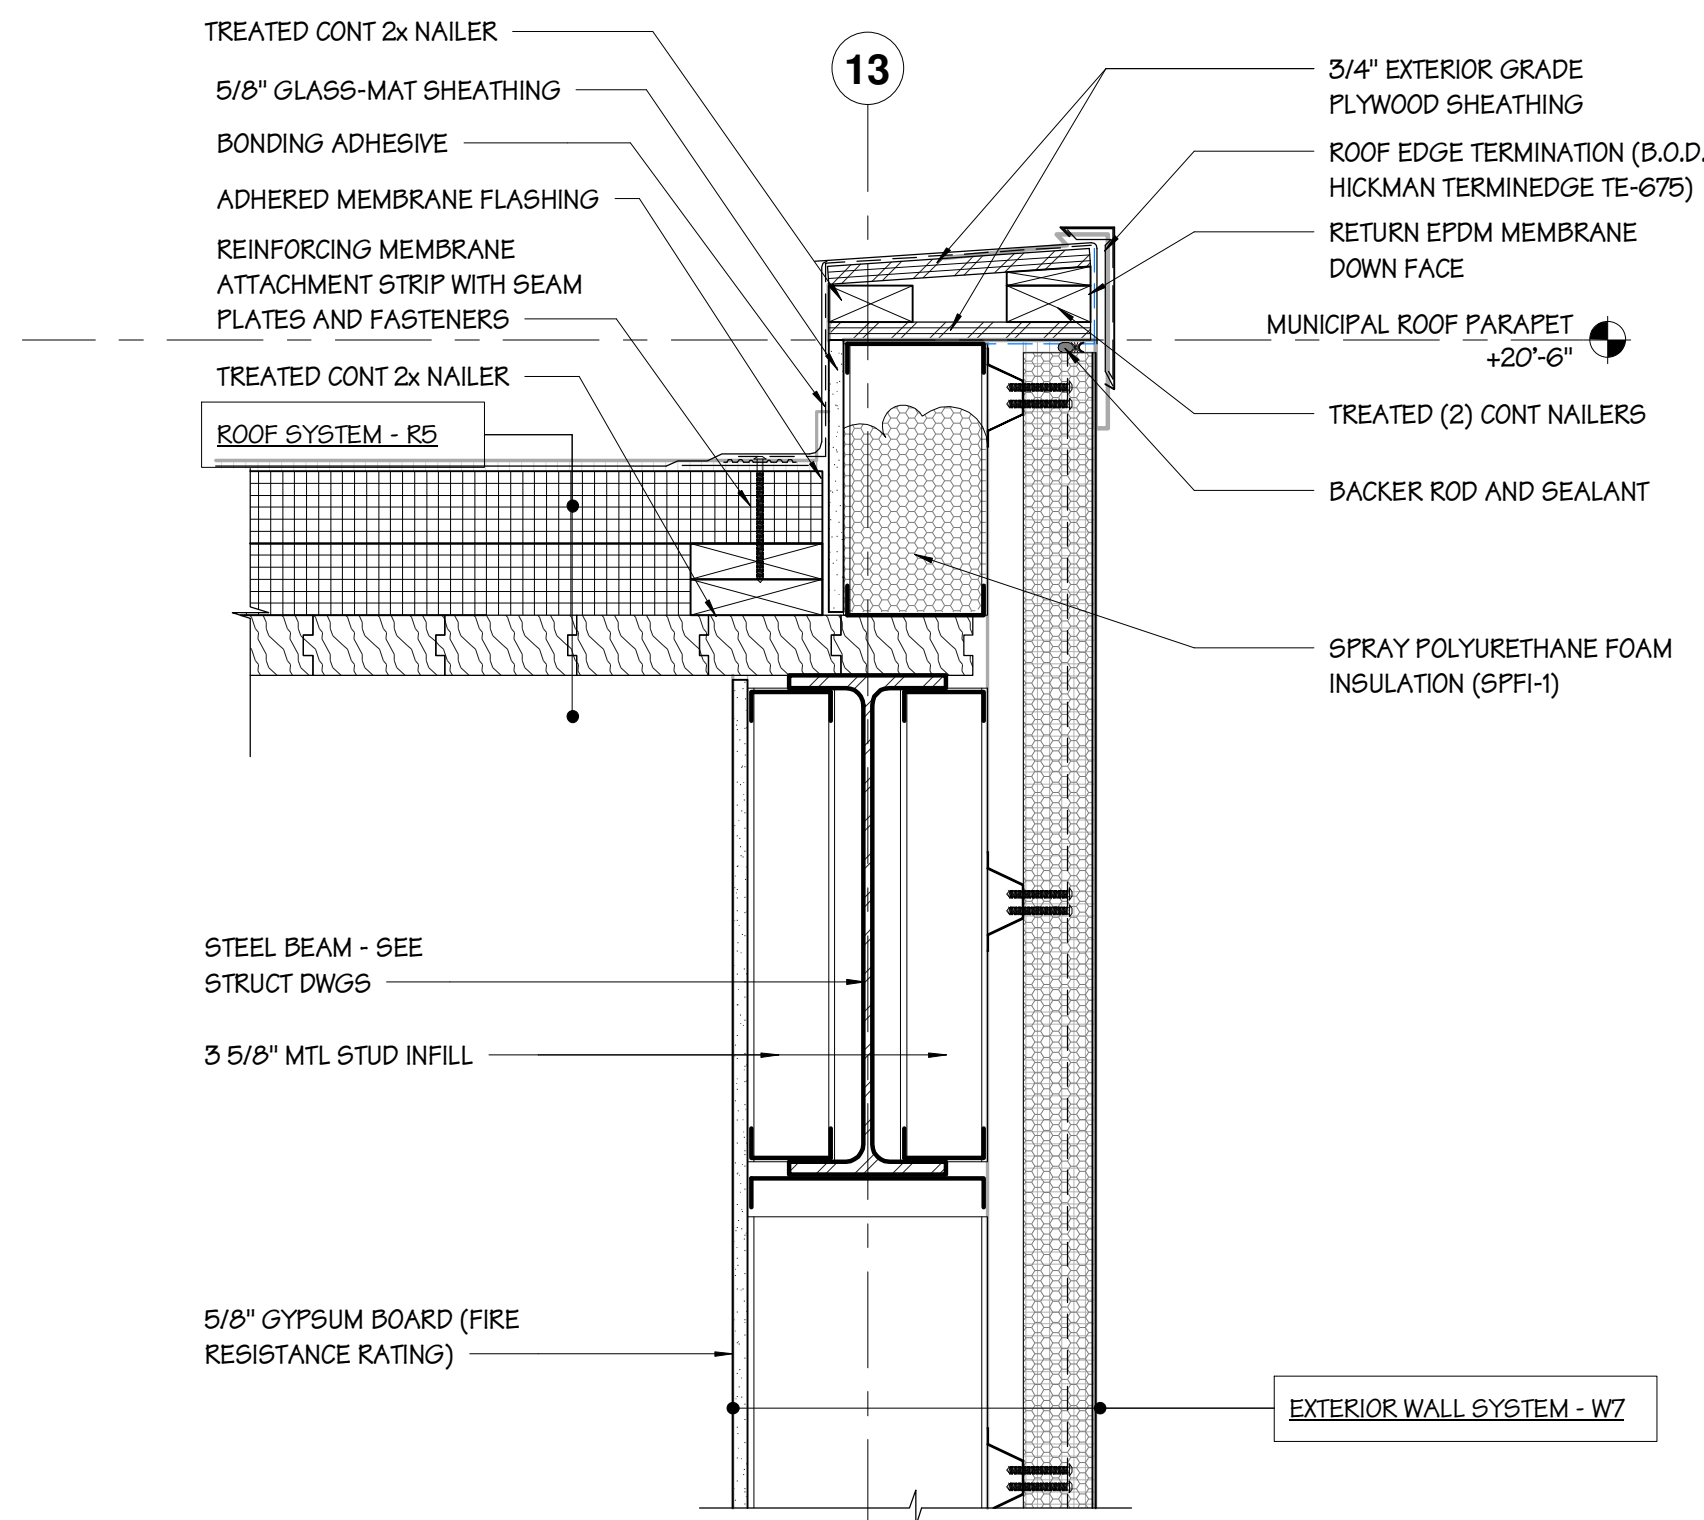 TREATED CONT 2x NAILER
5/8" GLASS-MAT SHEATHING
BONDING ADHESIVE
ADHERED MEMBRANE FLASHING
REINFORCING MEMBRANE
ATTACHMENT STRIP WITH SEAM
PLATES AND FASTENERS
TREATED CONT 2x NAILER
ROOF SYSTEM - R5
STEEL BEAM - SEE
STRUCT DWGS
3 5/8" MTL STUD INFILL
5/8" GYPSUM BOARD (FIRE
RESISTANCE RATING)
13
3/4" EXTERIOR GRADE
PLYWOOD SHEATHING
ROOF EDGE TERMINATION (B.O.D.
HICKMAN TERMINEDGE TE-675)
RETURN EPDM MEMBRANE
DOWN FACE
MUNICIPAL ROOF PARAPET
+20'-6"
TREATED (2) CONT NAILERS
BACKER ROD AND SEALANT
SPRAY POLYURETHANE FOAM
INSULATION (SPFI-1)
EXTERIOR WALL SYSTEM - W7